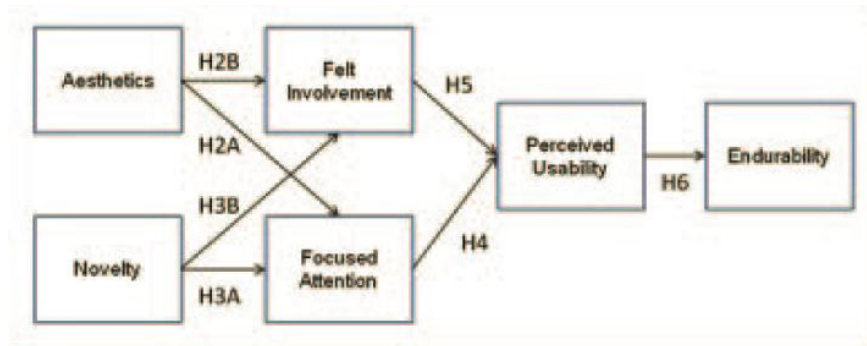 Aesthetics
H2B
Felt
Involvement
H5
H2A
Perceived
Usability
H6
Endurability
H3B
Novelty
H3A
Focused
Attention
H4